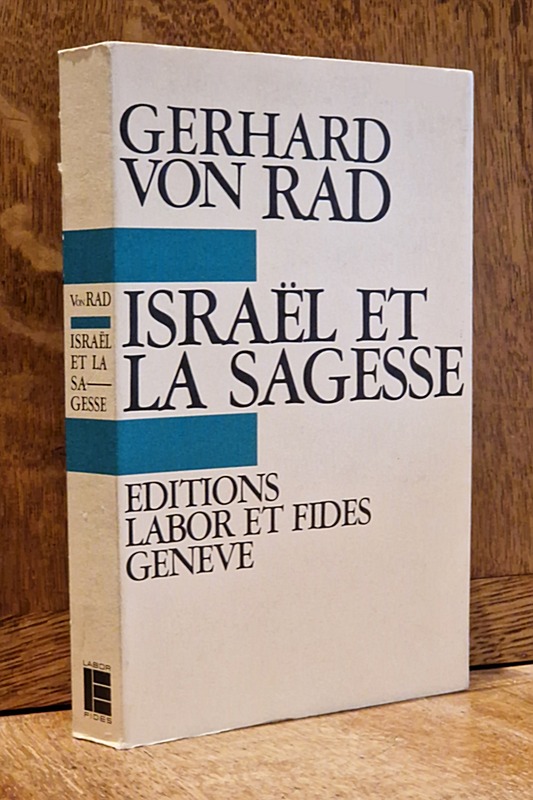 GERHARD
VON RAD
ISRAËL ET
LA SAGESSE
EDITIONS
LABOR ET FIDES
GENEVE
VON RAD
ISRAËL
ET LA
SA—
GESSE
LABOR
FIDES